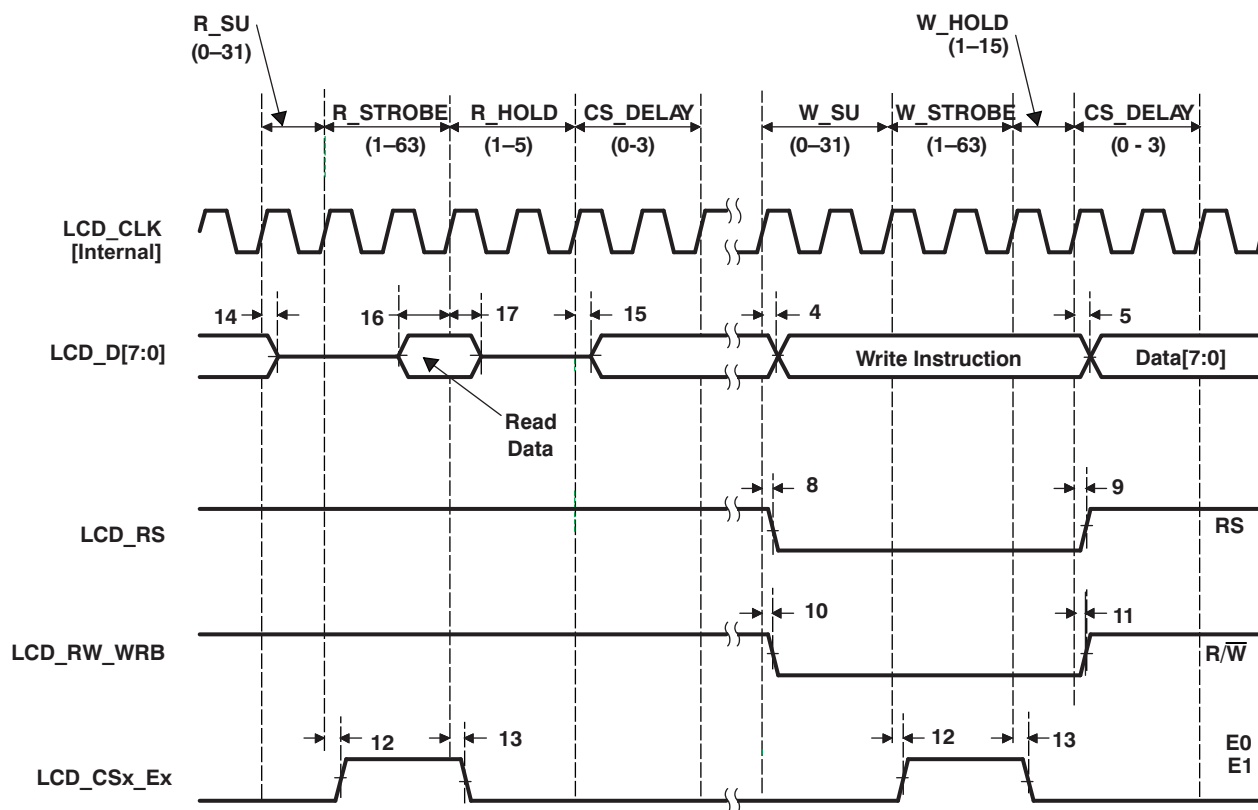 R_SU
(0–31)
W_HOLD
(1–15)
R_STROBE R_HOLD CS_DELAY W_SU W_STROBE CS_DELAY
(1–63) (1–5) (0-3) (0–31) (1–63) (0 - 3)
LCD_CLK
[Internal]
14 16 17 15 4 5
LCD_D[7:0] Write Instruction Data[7:0]
Read
Data
8 9
LCD_RS RS
10 11
LCD_RW_WRB R/W̅
12 13 12 13
LCD_CSx_Ex E0
E1